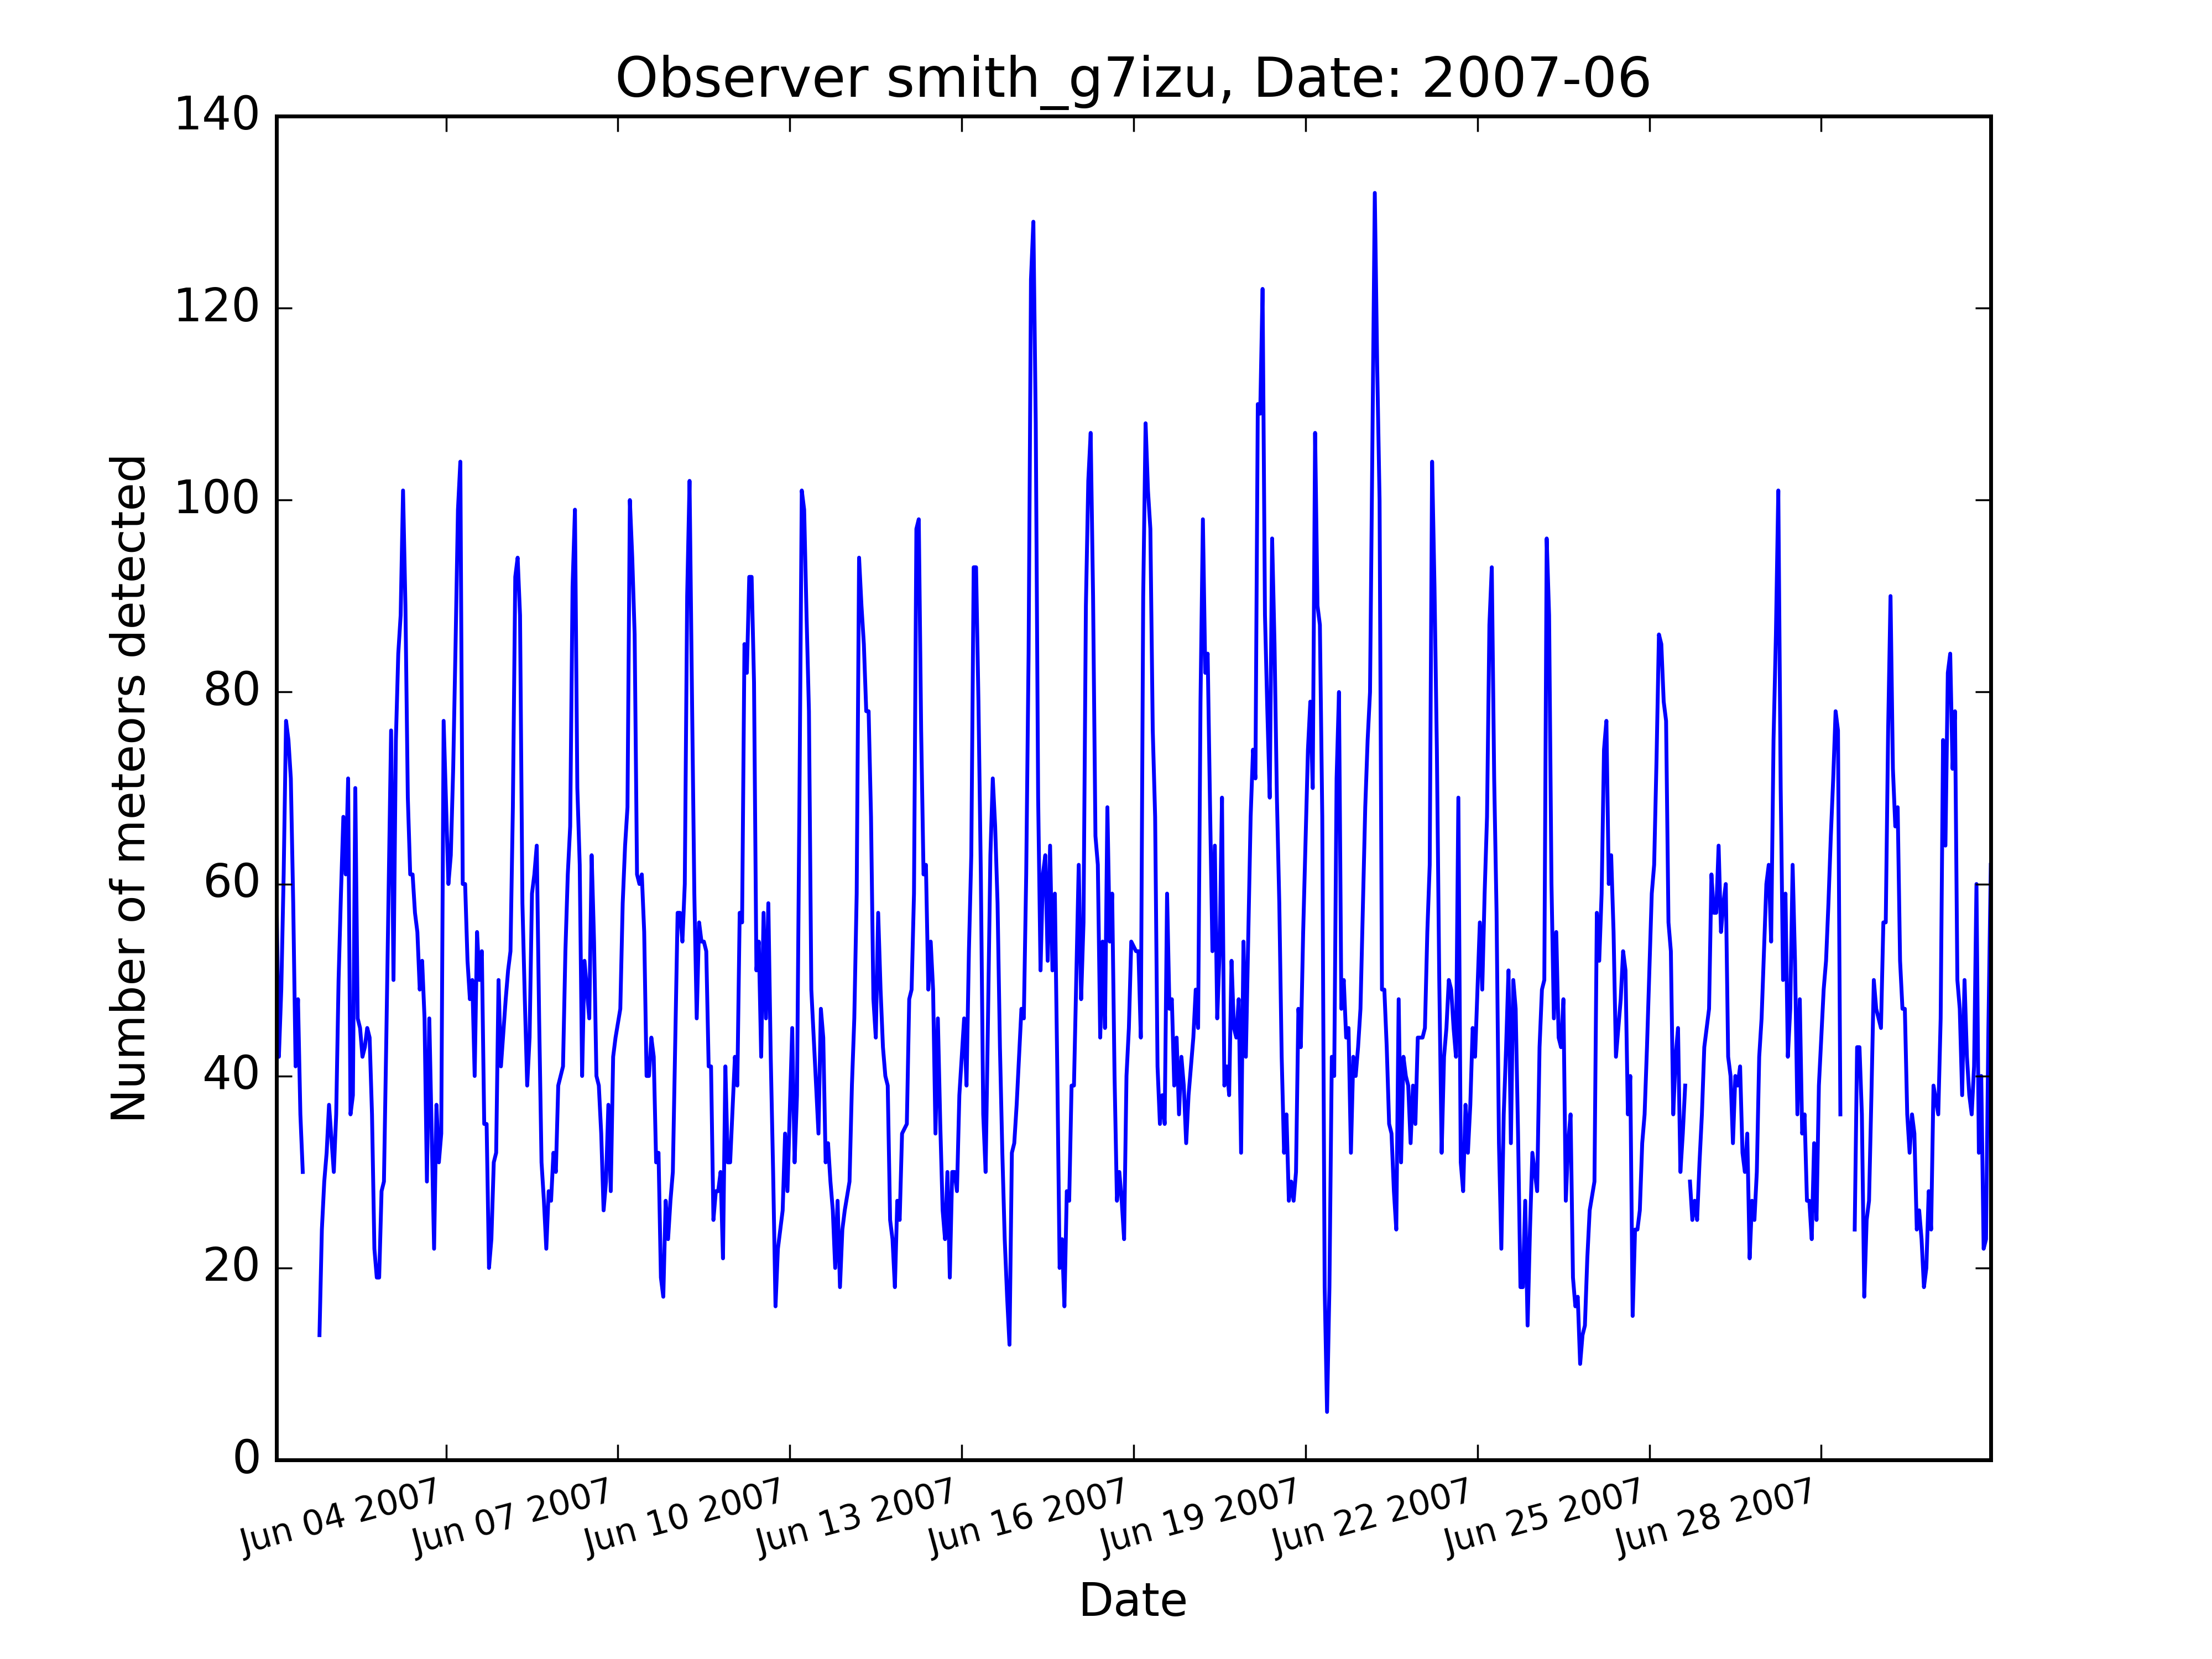 Observer smith_g7izu, Date: 2007-06
Number of meteors detected
140
120
100
80
60
40
20
0
Jun 04 2007
Jun 07 2007
Jun 10 2007
Jun 13 2007
Jun 16 2007
Jun 19 2007
Jun 22 2007
Jun 25 2007
Jun 28 2007
Date